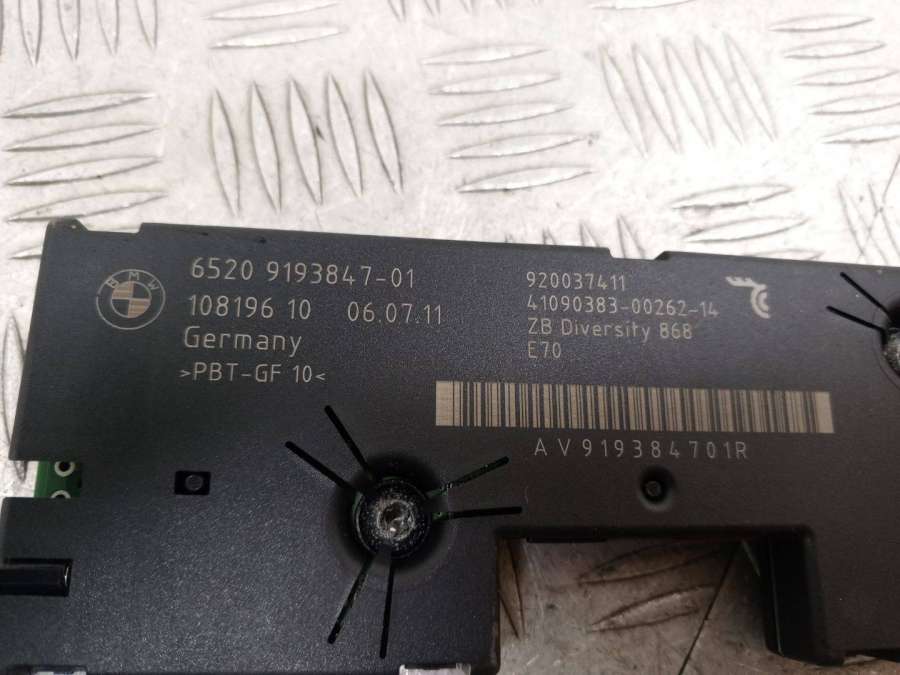 BMW
6520 9193847-01
108196 10 06.07.11
Germany
>PBT-GF 10<
920037411
41090383-00262-14
ZB Diversity 868
E70
AV919384701R